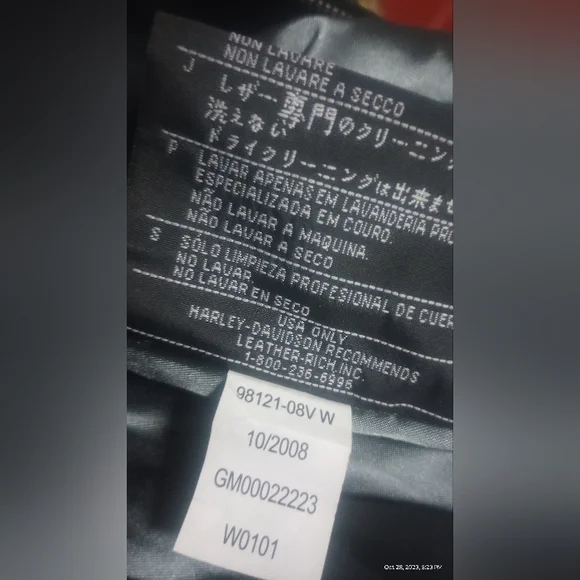 NON LAVARE
NON LAVARE A SECCO
J
レザー専門のクリーニング
洗えない
ドライクリーニングは出来ませ
P
LAVAR APENAS EM LAVANDERIA PRO
ESPECIALIZADA EM COURO.
NÃO LAVAR A MAQUINA.
NÃO LAVAR A SECO
S
SÓLO LIMPIEZA PROFESIONAL DE CUER
NO LAVAR
NO LAVAR EN SECO
USA ONLY
HARLEY-DAVIDSON RECOMMENDS
LEATHER-RICH,INC.
1-800-236-6996
98121-08V W
10/2008
GM00022223
W0101
Oct 28, 2023, 5:23 PM